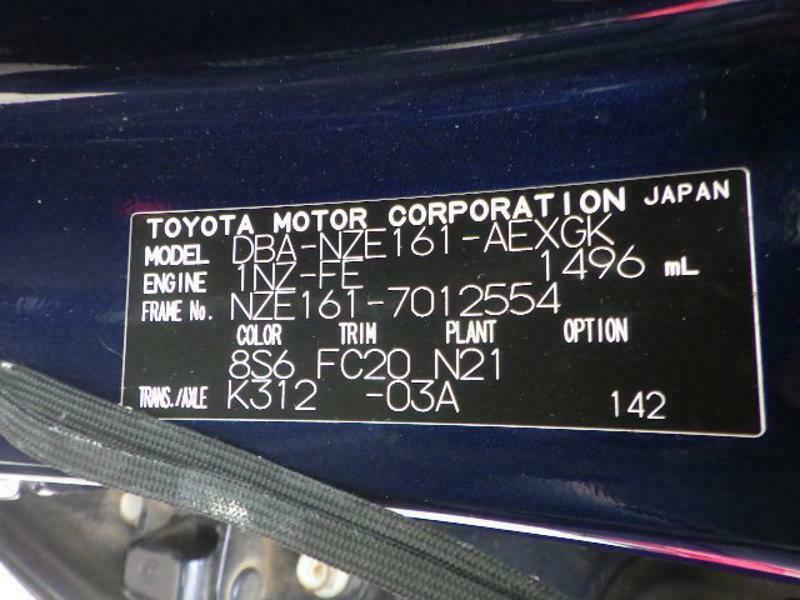 TOYOTA MOTOR CORPORATION JAPAN
MODEL DBA-NZE161-AEXGK
ENGINE 1NZ-FE 1496 mL
FRAME No. NZE161-7012554
COLOR TRIM PLANT OPTION
8S6 FC20 N21
TRANS./AXLE K312 -03A 142